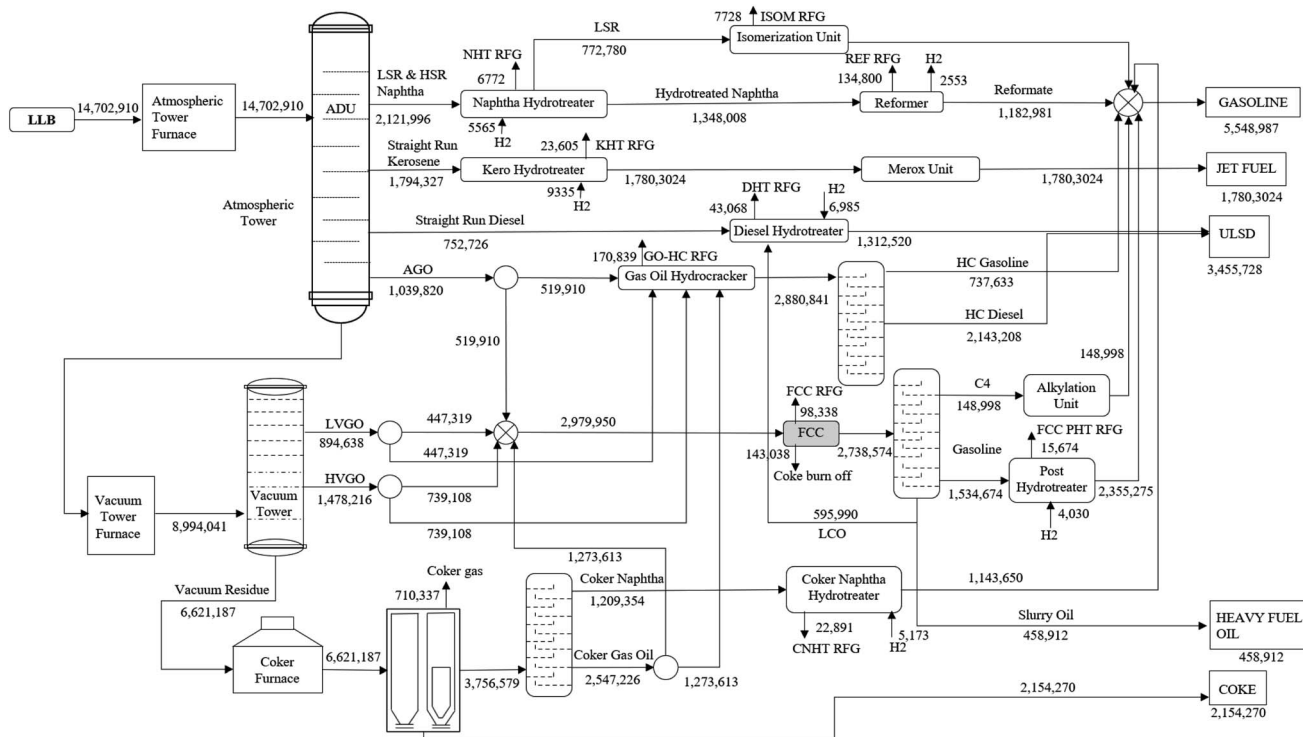 LLB
14,702,910
Atmospheric
Tower
Furnace
14,702,910
ADU
Atmospheric
Tower
LSR & HSR
Naphtha
2,121,996
NHT RFG
6772
Naphtha Hydrotreater
5565
H2
LSR
772,780
7728
ISOM RFG
Isomerization Unit
Hydrotreated Naphtha
1,348,008
REF RFG
134,800
H2
2553
Reformer
Reformate
1,182,981
GASOLINE
5,548,987
Straight Run
Kerosene
1,794,327
23,605
KHT RFG
Kero Hydrotreater
9335
H2
1,780,3024
Merox Unit
1,780,3024
JET FUEL
1,780,3024
Straight Run Diesel
752,726
DHT RFG
43,068
H2
6,985
Diesel Hydrotreater
1,312,520
ULSD
3,455,728
AGO
1,039,820
519,910
170,839
GO-HC RFG
Gas Oil Hydrocracker
2,880,841
HC Gasoline
737,633
HC Diesel
2,143,208
519,910
148,998
LVGO
894,638
447,319
447,319
2,979,950
FCC RFG
98,338
FCC
143,038
Coke burn off
2,738,574
C4
148,998
Alkylation
Unit
FCC PHT RFG
15,674
Gasoline
1,534,674
Post
Hydrotreater
2,355,275
4,030
H2
HVGO
1,478,216
739,108
739,108
Vacuum
Tower
Vacuum
Tower
Furnace
8,994,041
595,990
LCO
1,273,613
Vacuum Residue
6,621,187
Coker gas
710,337
Coker Naphtha
1,209,354
Coker Naphtha
Hydrotreater
1,143,650
22,891
CNHT RFG
5,173
H2
Slurry Oil
458,912
HEAVY FUEL
OIL
458,912
Coker
Furnace
6,621,187
3,756,579
Coker Gas Oil
2,547,226
1,273,613
2,154,270
COKE
2,154,270